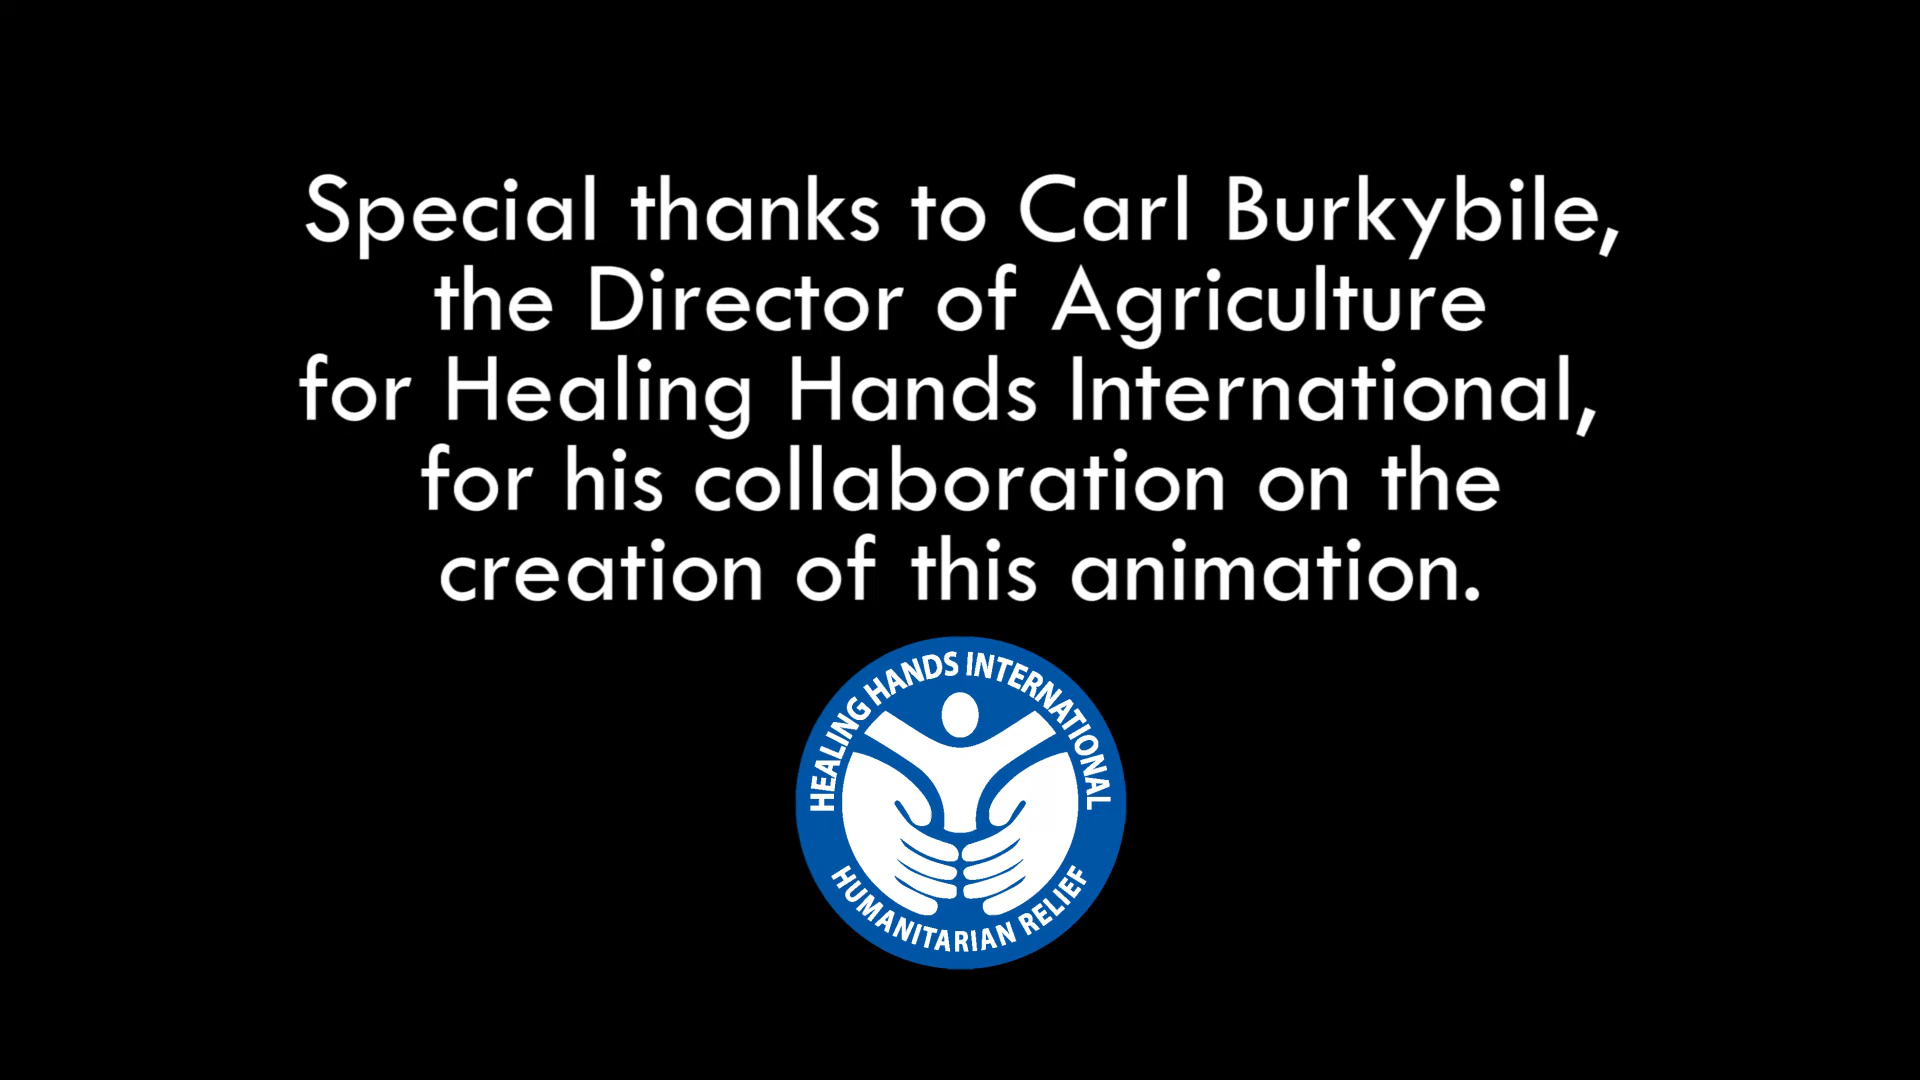 Special thanks to Carl Burkybile,
the Director of Agriculture
for Healing Hands International,
for his collaboration on the
creation of this animation.
HEALING HANDS INTERNATIONAL
HUMANITARIAN RELIEF